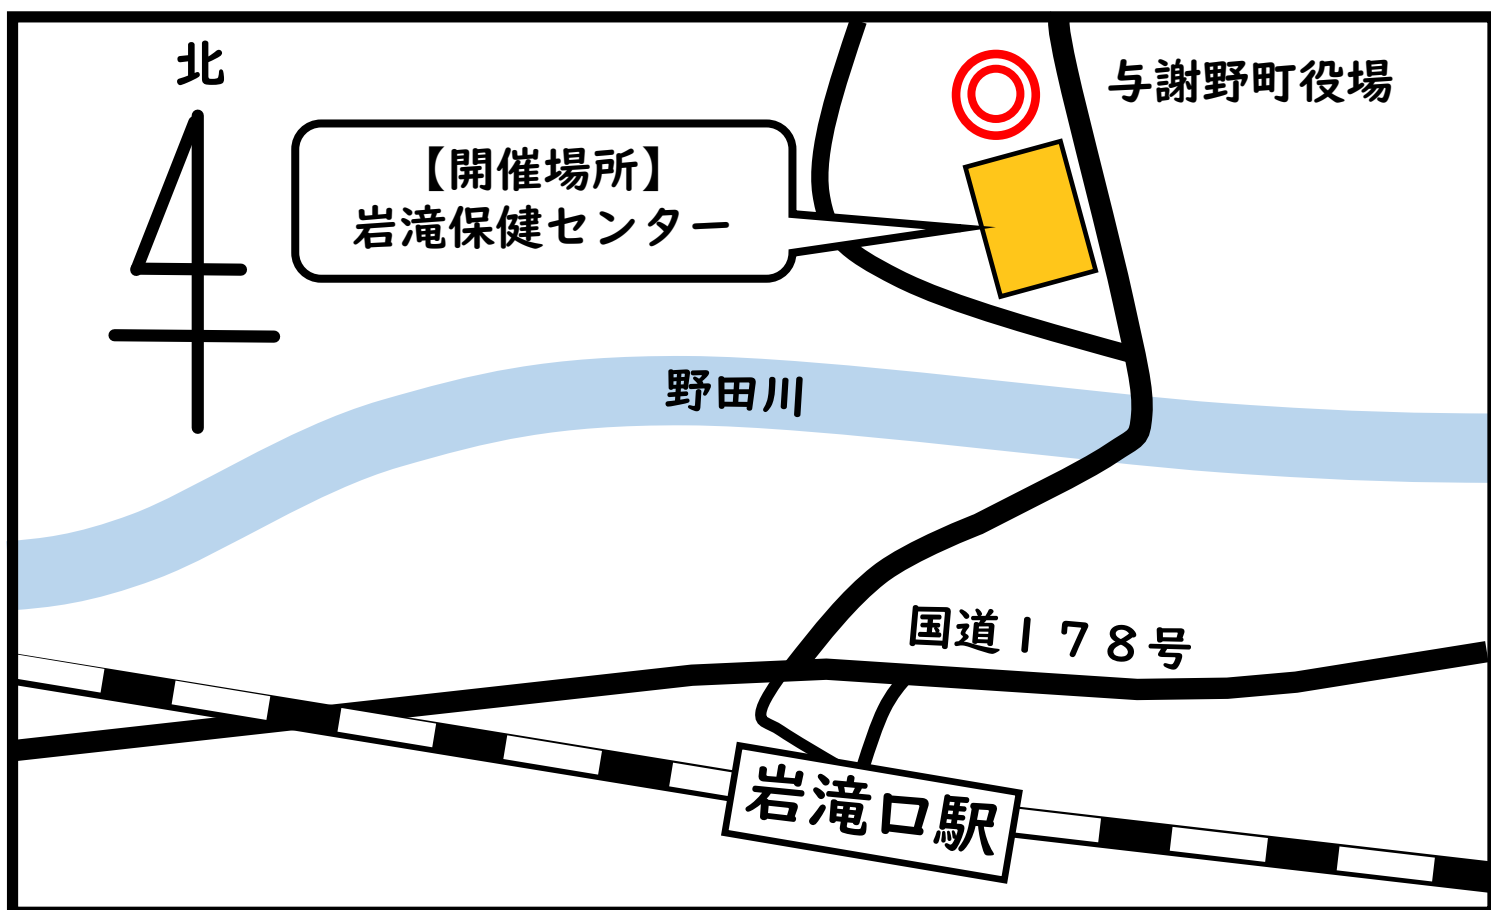 北
与謝野町役場
【開催場所】
岩滝保健センター
野田川
国道１７８号
岩滝口駅